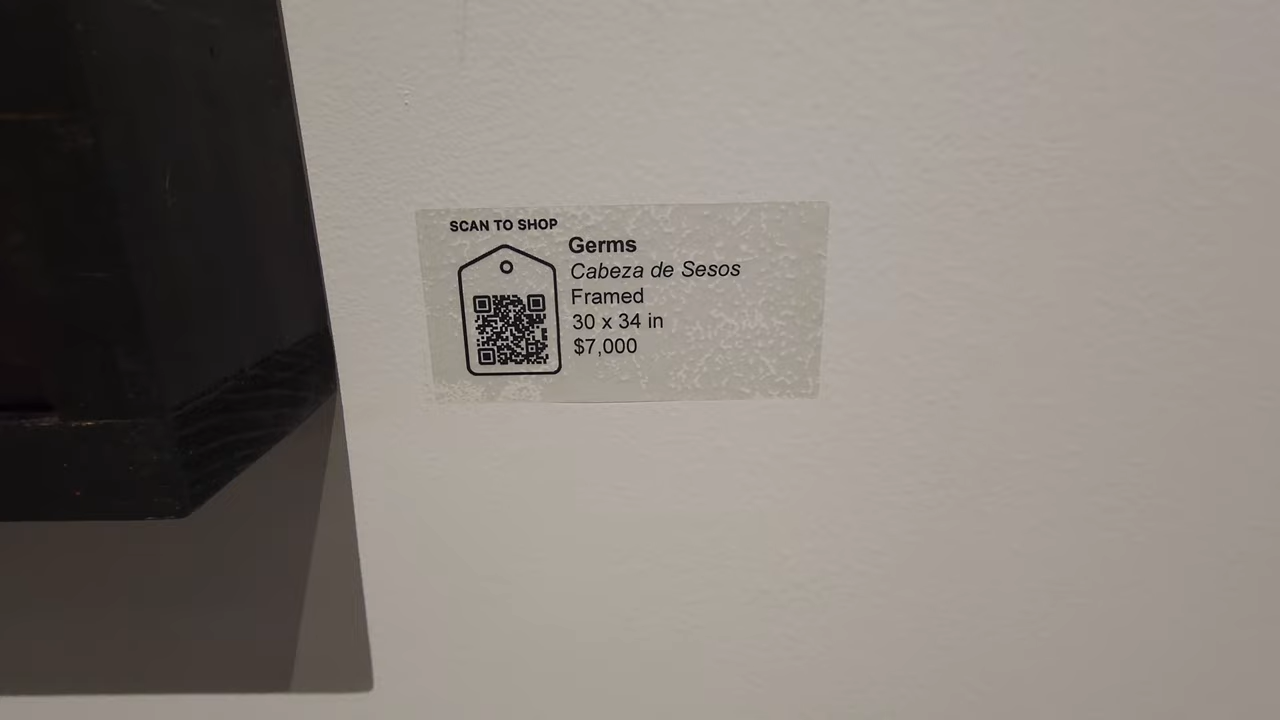 SCAN TO SHOP
Germs
Cabeza de Sesos
Framed
30 x 34 in
$7,000